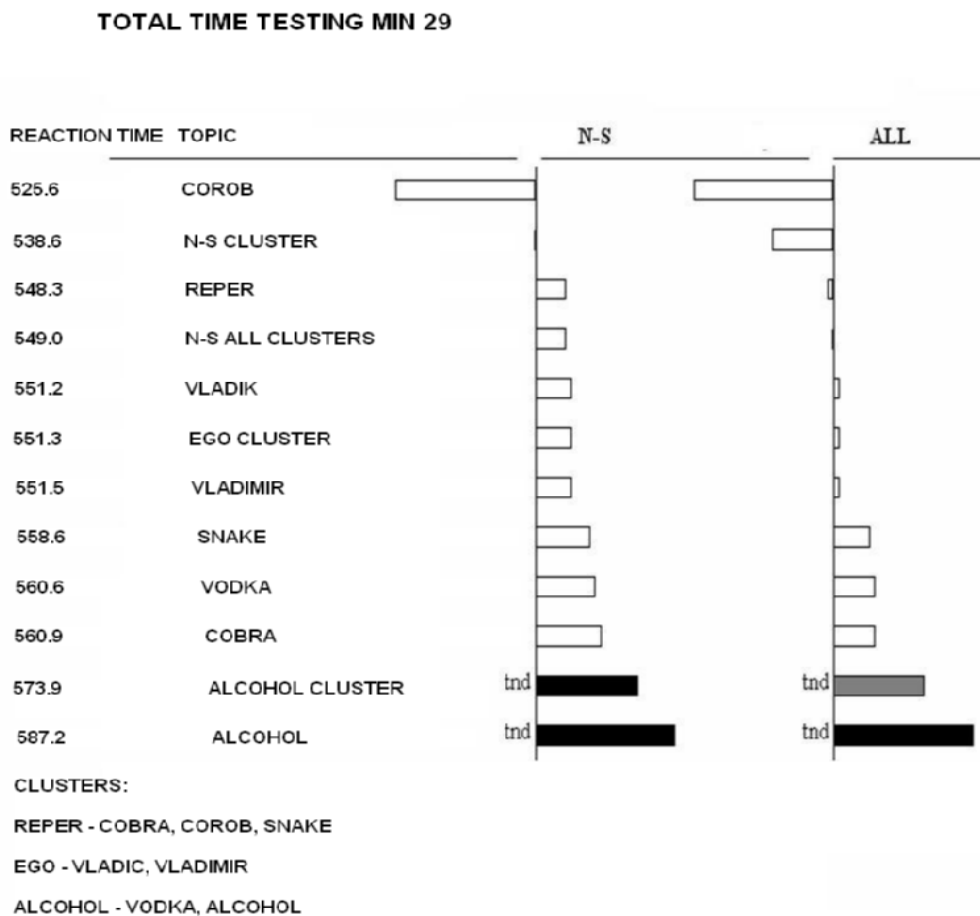 TOTAL TIME TESTING MIN 29
REACTION TIME TOPIC N-S ALL
525.6 COROB
538.6 N-S CLUSTER
548.3 REPER
549.0 N-S ALL CLUSTERS
551.2 VLADIK
551.3 EGO CLUSTER
551.5 VLADIMIR
558.6 SNAKE
560.6 VODKA
560.9 COBRA
573.9 ALCOHOL CLUSTER tnd tnd
587.2 ALCOHOL tnd tnd
CLUSTERS:
REPER - COBRA, COROB, SNAKE
EGO - VLADIC, VLADIMIR
ALCOHOL - VODKA, ALCOHOL